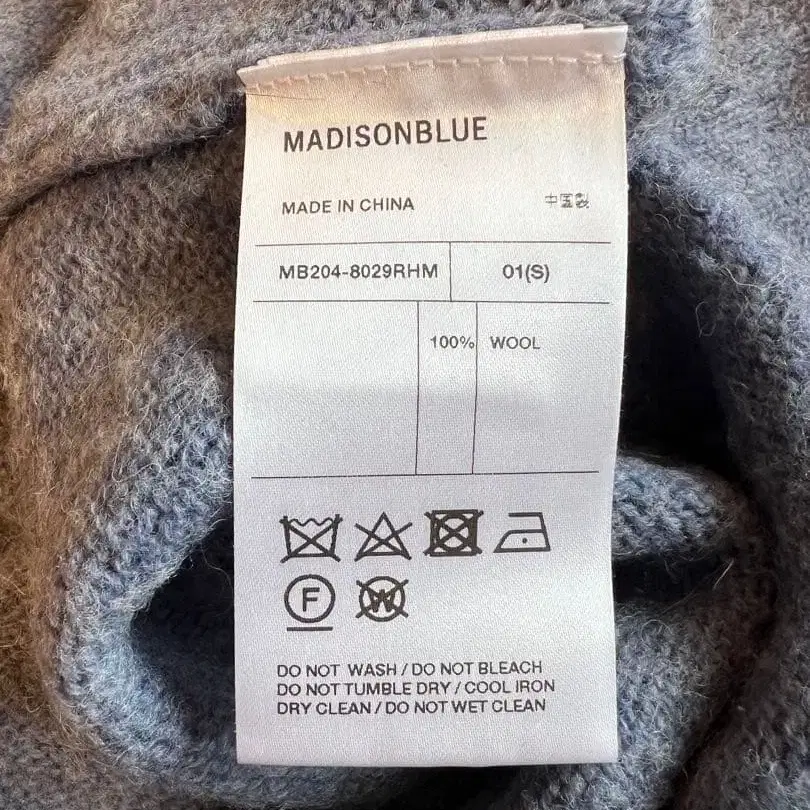 MADISONBLUE
MADE IN CHINA 中国製
MB204-8029RHM 01(S)
100% WOOL
F
W
DO NOT WASH / DO NOT BLEACH
DO NOT TUMBLE DRY / COOL IRON
DRY CLEAN / DO NOT WET CLEAN